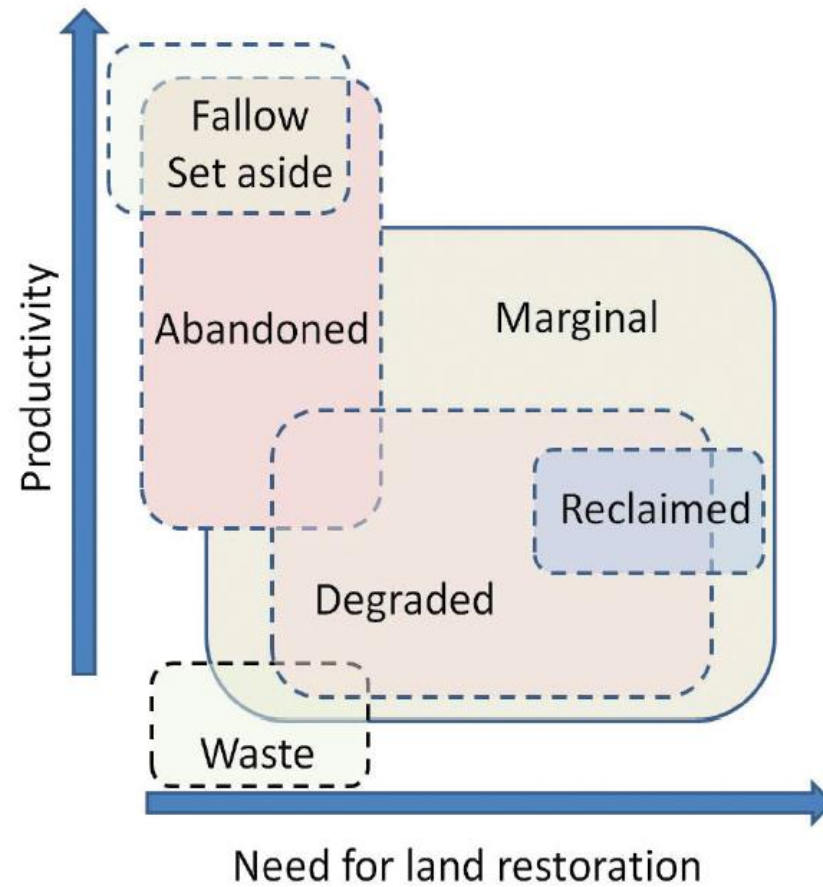 Fallow
Set aside
Abandoned
Marginal
Productivity
Reclaimed
Degraded
Waste
Need for land restoration